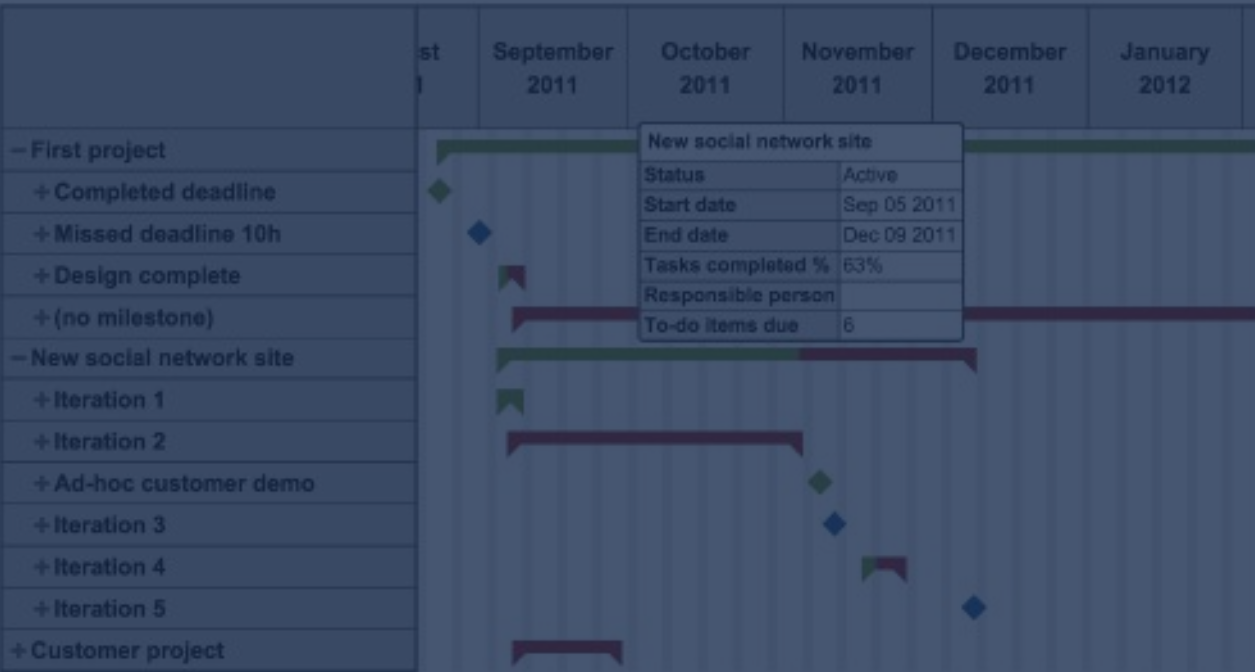 st September October November December January
1 2011 2011 2011 2011 2012
New social network site
Status Active
Start date Sep 05 2011
End date Dec 09 2011
Tasks completed % 63%
Responsible person
To-do items due 6
– First project
+ Completed deadline
+ Missed deadline 10h
+ Design complete
+ (no milestone)
– New social network site
+ Iteration 1
+ Iteration 2
+ Ad-hoc customer demo
+ Iteration 3
+ Iteration 4
+ Iteration 5
+ Customer project